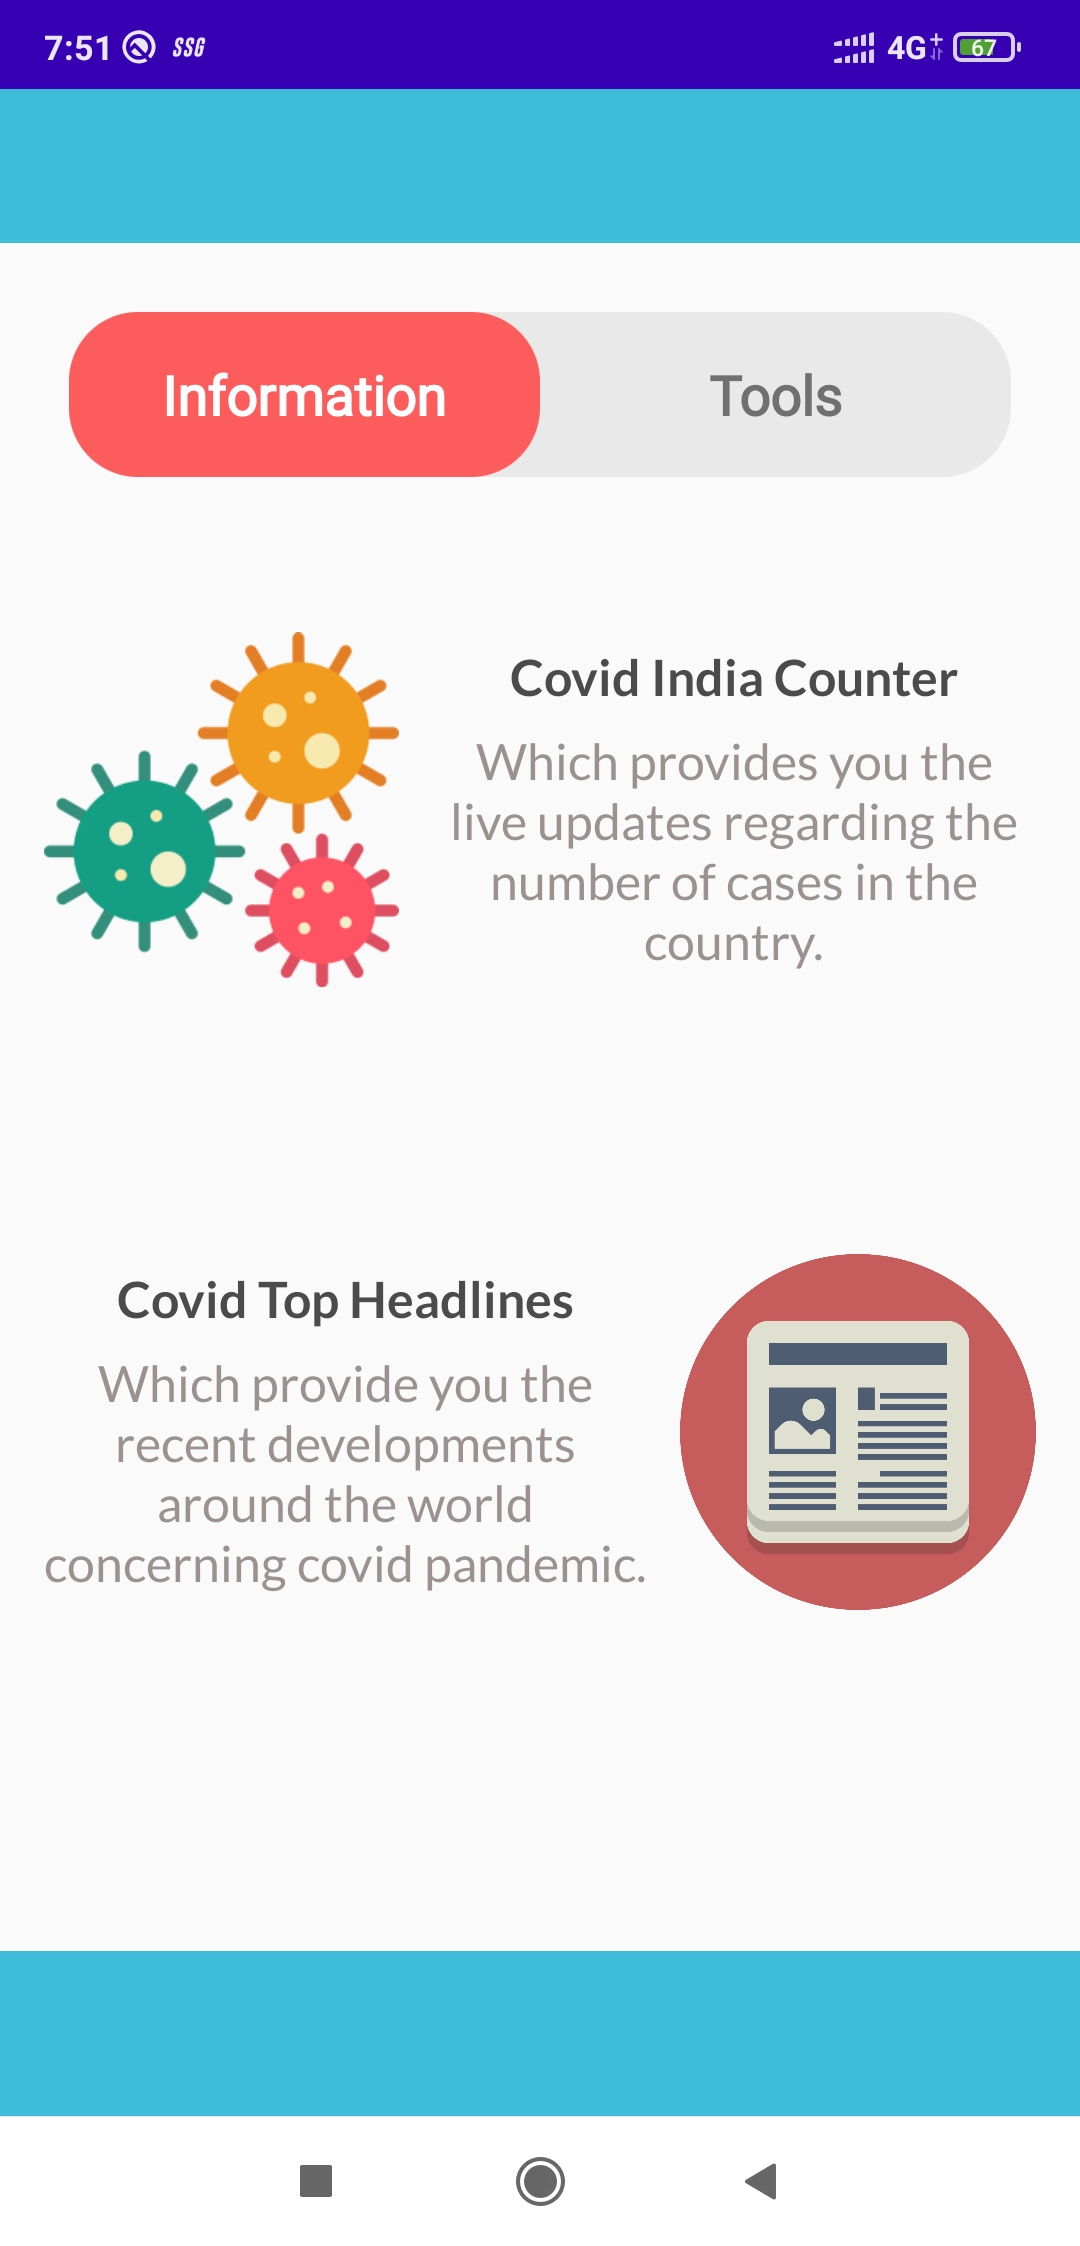 7:51 SSG 4G+ 67
Information Tools
Covid India Counter
Which provides you the
live updates regarding the
number of cases in the
country.
Covid Top Headlines
Which provide you the
recent developments
around the world
concerning covid pandemic.